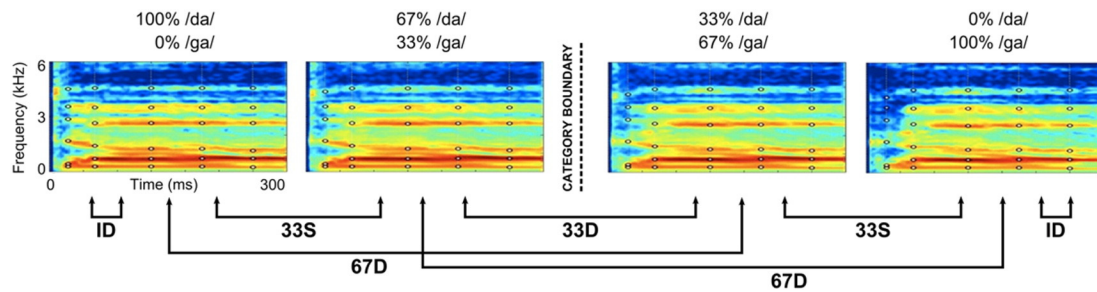 100% /da/
0% /ga/
67% /da/
33% /ga/
33% /da/
67% /ga/
0% /da/
100% /ga/
CATEGORY BOUNDARY
Frequency (kHz)
6
3
0
0
Time (ms)
300
ID
33S
33D
33S
ID
67D
67D